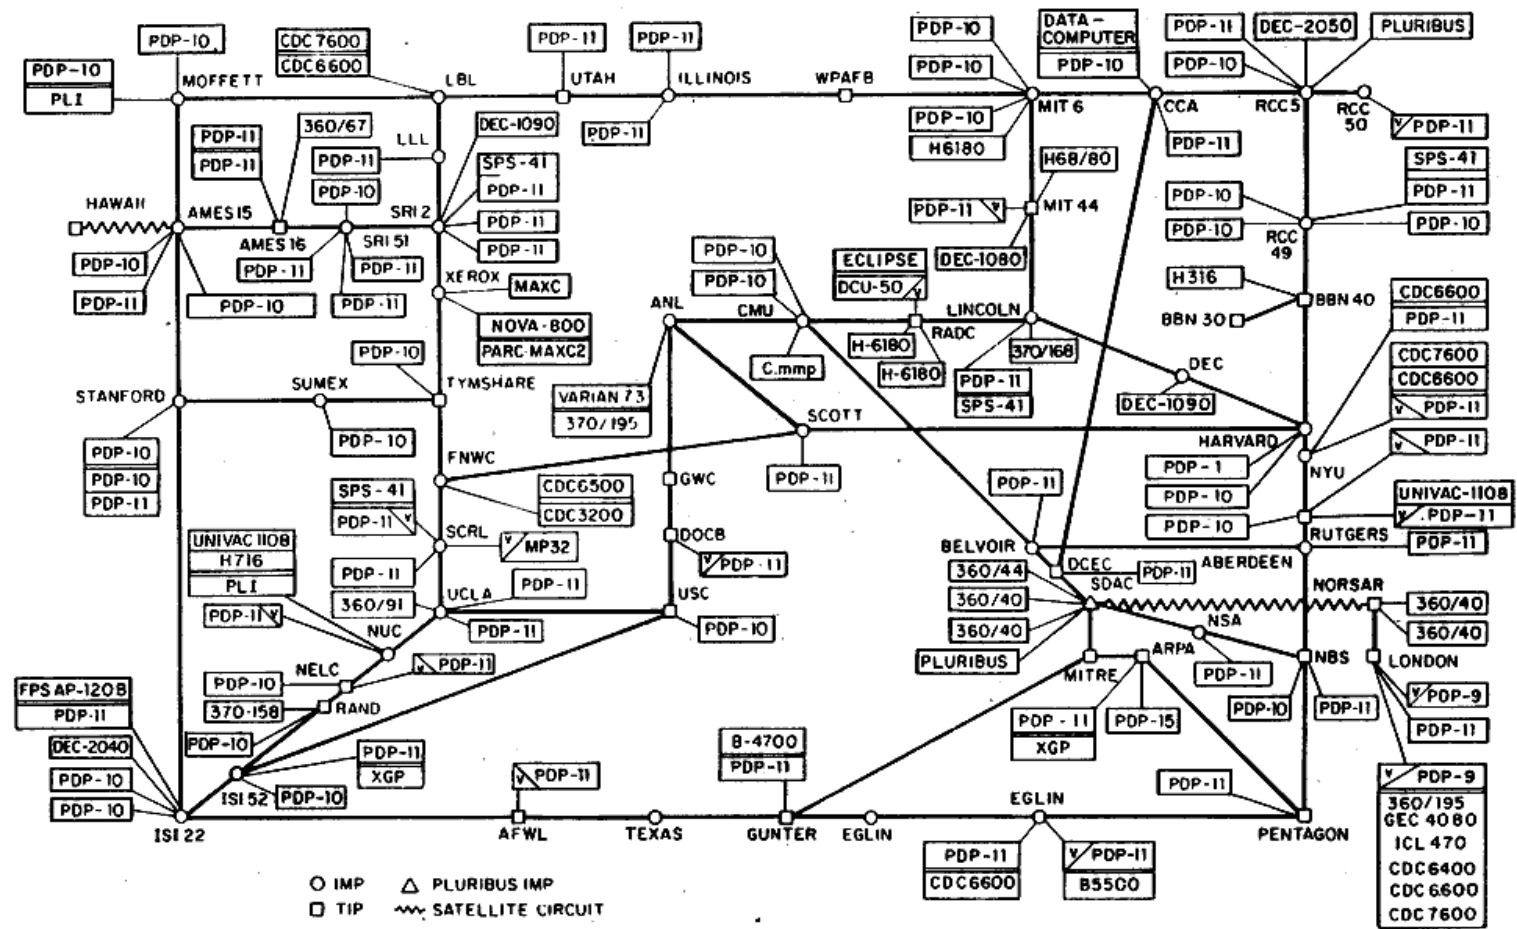 PDP-10
CDC 7600
CDC6600
PDP-11
PDP-11
PDP-10
PDP-10
DATA-
COMPUTER
PDP-10
PDP-11
PDP-10
DEC-2050
PLURIBUS
PDP-10
PLI
MOFFETT
LBL
UTAH
ILLINOIS
WPAFB
MIT 6
CCA
RCC5
RCC
50
PDP-11
PDP-10
H6180
PDP-11
V PDP-11
PDP-11
PDP-11
360/67
LLL
PDP-11
PDP-10
DEC-1090
SPS-41
PDP-11
PDP-11
PDP-11
H68/80
PDP-11 V
MIT 44
DEC-1080
PDP-10
PDP-10
SPS-41
PDP-11
PDP-10
RCC
49
HAWAII
AMES 15
AMES 16
SRI 51
SRI 2
PDP-10
PDP-11
PDP-10
PDP-11
PDP-11
PDP-11
XEROX
MAXC
NOVA-800
PARC-MAXC2
PDP-10
PDP-10
ECLIPSE
DCU-50 V
H316
BBN 40
BBN 30
CDC6600
PDP-11
ANL
CMU
RADC
LINCOLN
C.mmp
H-6180
H-6180
370/168
PDP-11
SPS-41
DEC
DEC-1090
CDC7600
CDC6600
V PDP-11
V PDP-11
STANFORD
SUMEX
PDP-10
TYMSHARE
VARIAN 73
370/195
SCOTT
PDP-11
HARVARD
NYU
PDP-10
PDP-10
PDP-11
PDP-10
FNWC
CDC6500
CDC3200
GWC
PDP-1
PDP-10
PDP-10
UNIVAC-1108
V PDP-11
RUTGERS
PDP-11
SPS-41
PDP-11 V
SCRL
V MP32
DOCB
V PDP-11
PDP-11
BELVOIR
ABERDEEN
UNIVAC 1108
H716
PLI
PDP-11 V
PDP-11
360/91
UCLA
PDP-11
PDP-11
USC
PDP-10
DCEC
PDP-11
SDAC
360/44
360/40
360/40
PLURIBUS
NORSAR
360/40
360/40
NUC
NELC
PDP-10
V PDP-11
370-158
RAND
PDP-10
MITRE
ARPA
NSA
PDP-11
NBS
PDP-10
PDP-11
LONDON
V PDP-9
PDP-11
FPS AP-120B
PDP-11
DEC-2040
PDP-10
PDP-10
ISI 22
ISI 52
PDP-11
XGP
PDP-10
V PDP-11
AFWL
TEXAS
B-4700
PDP-11
GUNTER
EGLIN
PDP-11
XGP
PDP-15
EGLIN
PDP-11
CDC6600
V PDP-11
B5500
PDP-11
PENTAGON
V PDP-9
360/195
GEC 4080
ICL 470
CDC6400
CDC6600
CDC7600
IMP
PLURIBUS IMP
TIP
SATELLITE CIRCUIT